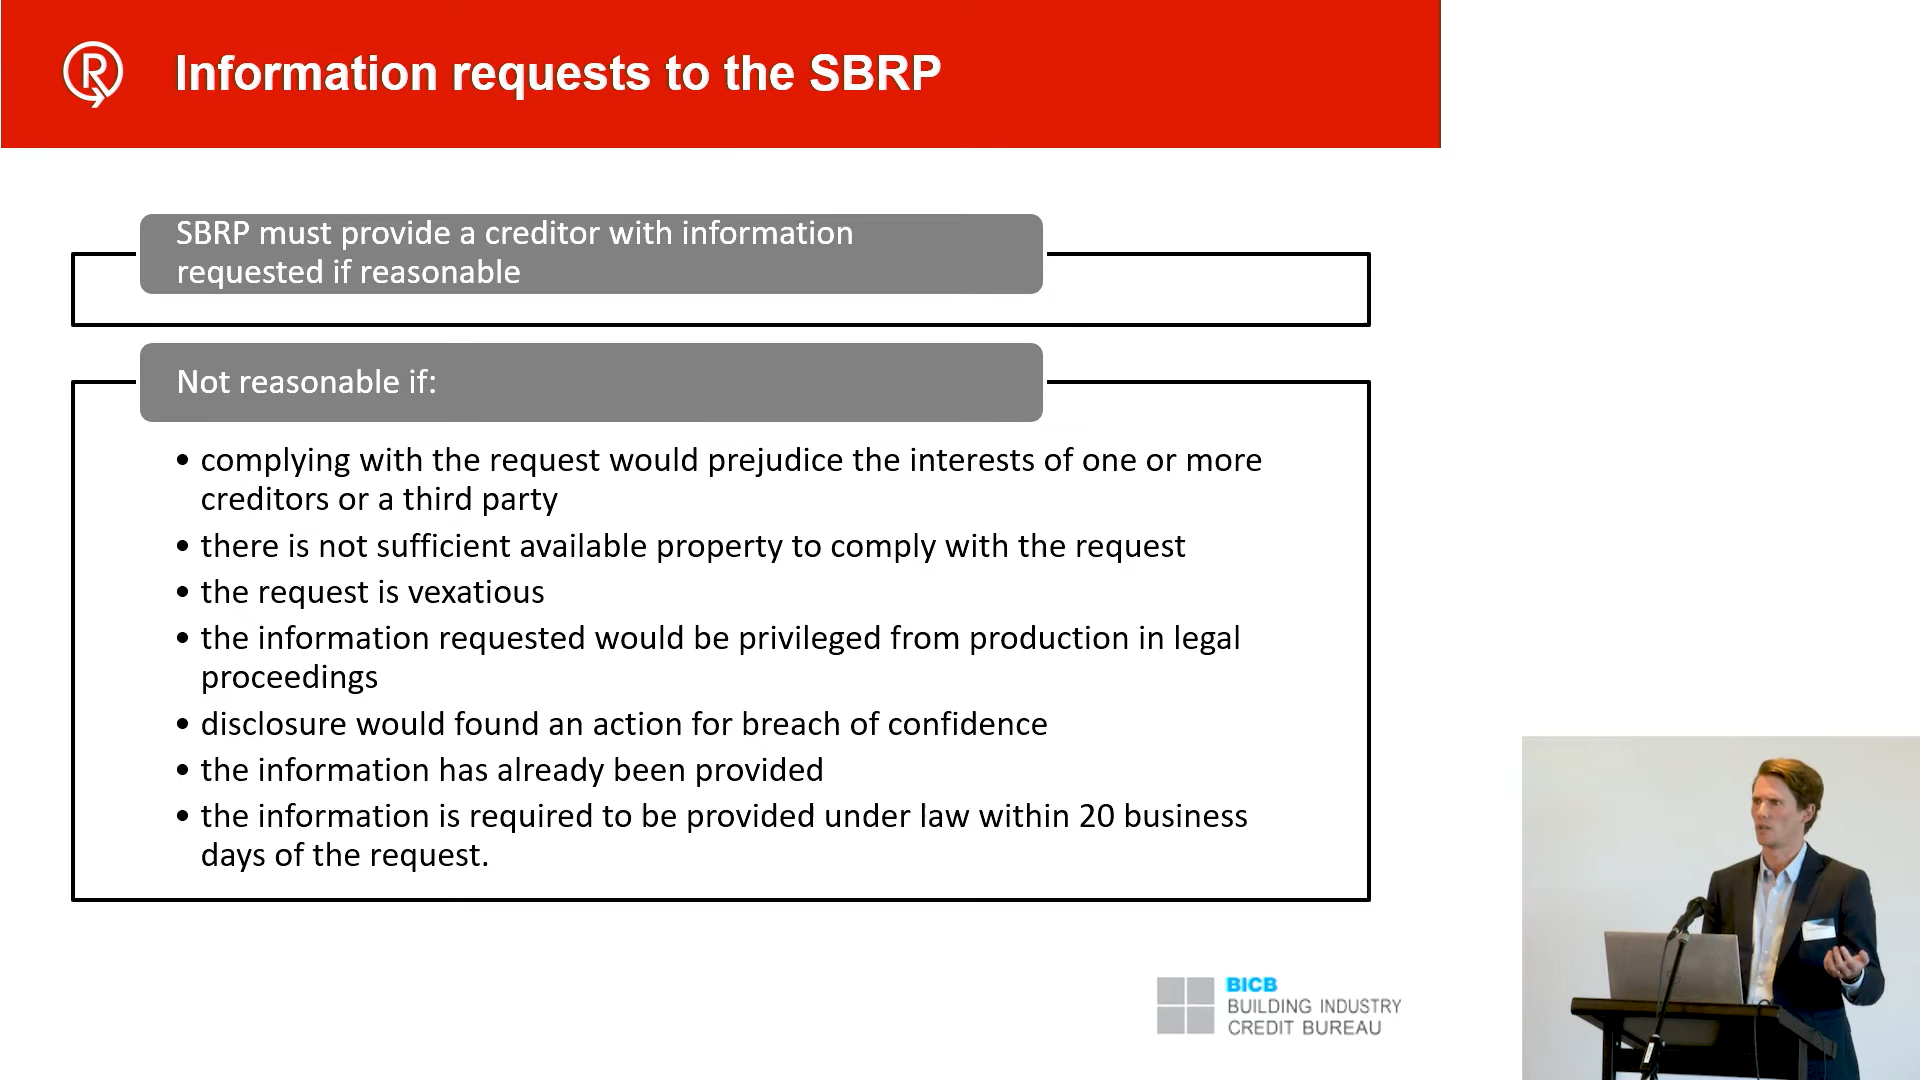 Information requests to the SBRP
SBRP must provide a creditor with information
requested if reasonable
Not reasonable if:
• complying with the request would prejudice the interests of one or more
creditors or a third party
• there is not sufficient available property to comply with the request
• the request is vexatious
• the information requested would be privileged from production in legal
proceedings
• disclosure would found an action for breach of confidence
• the information has already been provided
• the information is required to be provided under law within 20 business
days of the request.
BICB
BUILDING INDUSTRY
CREDIT BUREAU